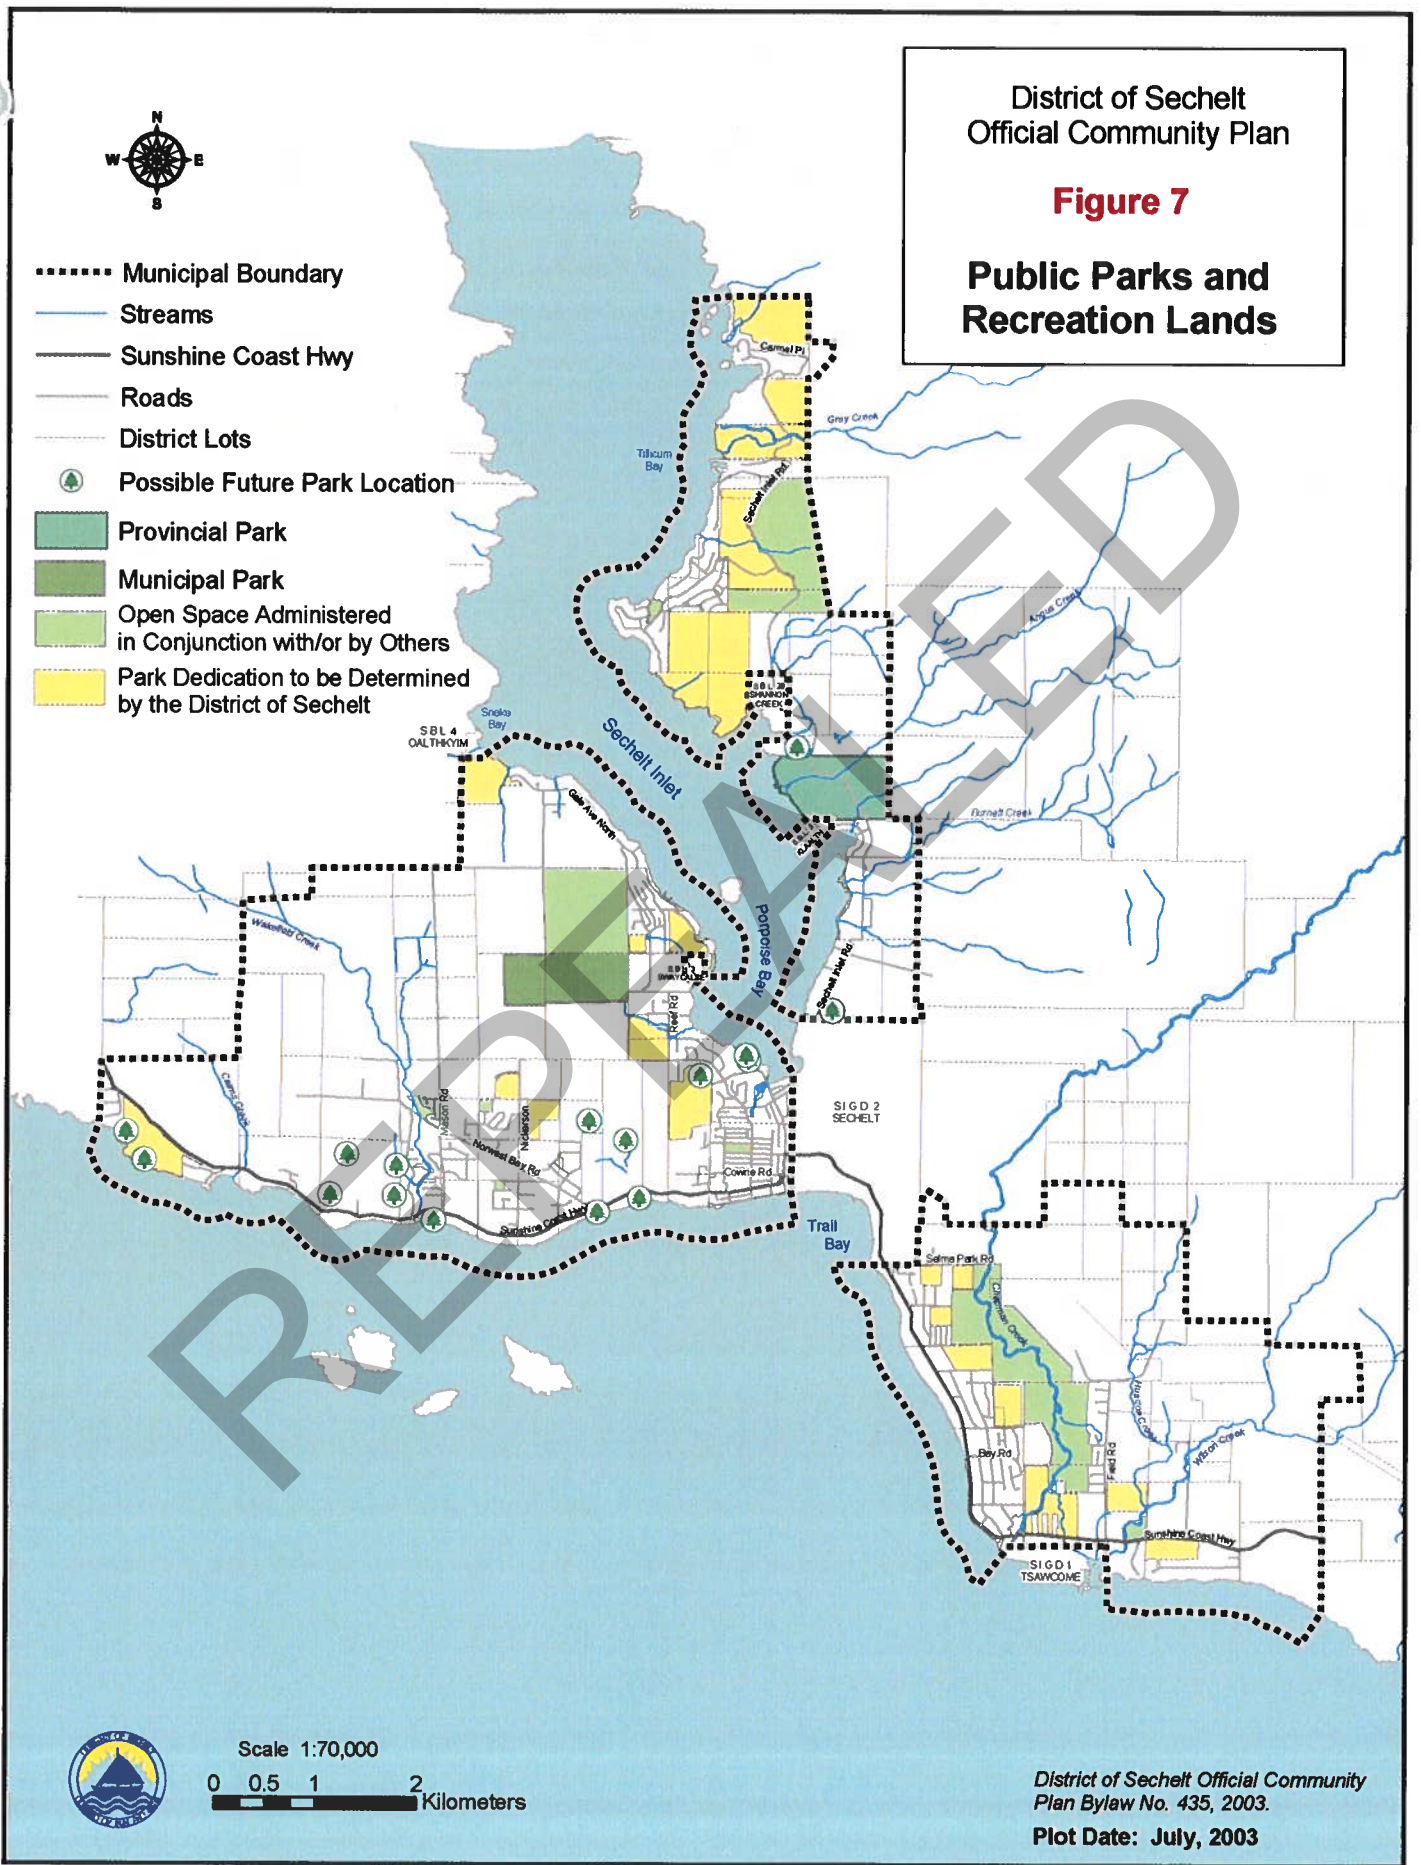 District of Sechelt
Official Community Plan
Figure 7
Public Parks and
Recreation Lands
N
W
E
S
Municipal Boundary
Streams
Sunshine Coast Hwy
Roads
District Lots
Possible Future Park Location
Provincial Park
Municipal Park
Open Space Administered
in Conjunction with/or by Others
Park Dedication to be Determined
by the District of Sechelt
REPEALED
Carmel Pl
Gray Creek
Tillicum
Bay
Sechelt Inlet Rd
Angus Creek
SHANNON
CREEK
Snake
Bay
SBL 4
OALTHKYIM
Sechelt Inlet
Gale Ave North
Burnett Creek
Wakefield Creek
Porpoise Bay
Sechelt Inlet Rd
Reef Rd
Mason Rd
Nickerson
Norwest Bay Rd
Cowrie Rd
SIGD 2
SECHELT
Sunshine Coast Hwy
Trail
Bay
Selma Park Rd
Chapman Creek
Bay Rd
Field Rd
Wilson Creek
Sunshine Coast Hwy
SIGD 1
TSAWCOME
Scale 1:70,000
0 0.5 1 2
Kilometers
District of Sechelt Official Community
Plan Bylaw No. 435, 2003.
Plot Date: July, 2003